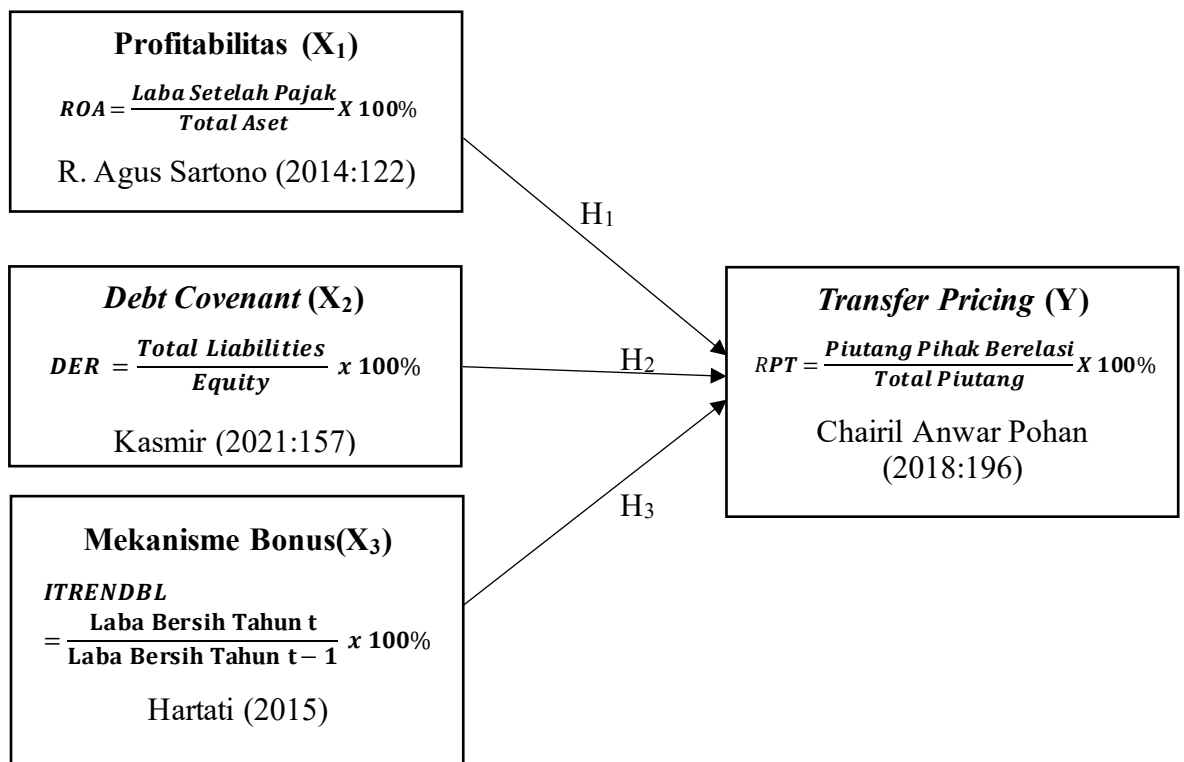 Profitabilitas (X₁)
ROA = Laba Setelah Pajak / Total Aset X 100%
R. Agus Sartono (2014:122)
H₁
Debt Covenant (X₂)
DER = Total Liabilities / Equity x 100%
Kasmir (2021:157)
H₂
Transfer Pricing (Y)
RPT = Piutang Pihak Berelasi / Total Piutang X 100%
Chairil Anwar Pohan
(2018:196)
H₃
Mekanisme Bonus(X₃)
ITRENDBL
= Laba Bersih Tahun t / Laba Bersih Tahun t − 1 x 100%
Hartati (2015)